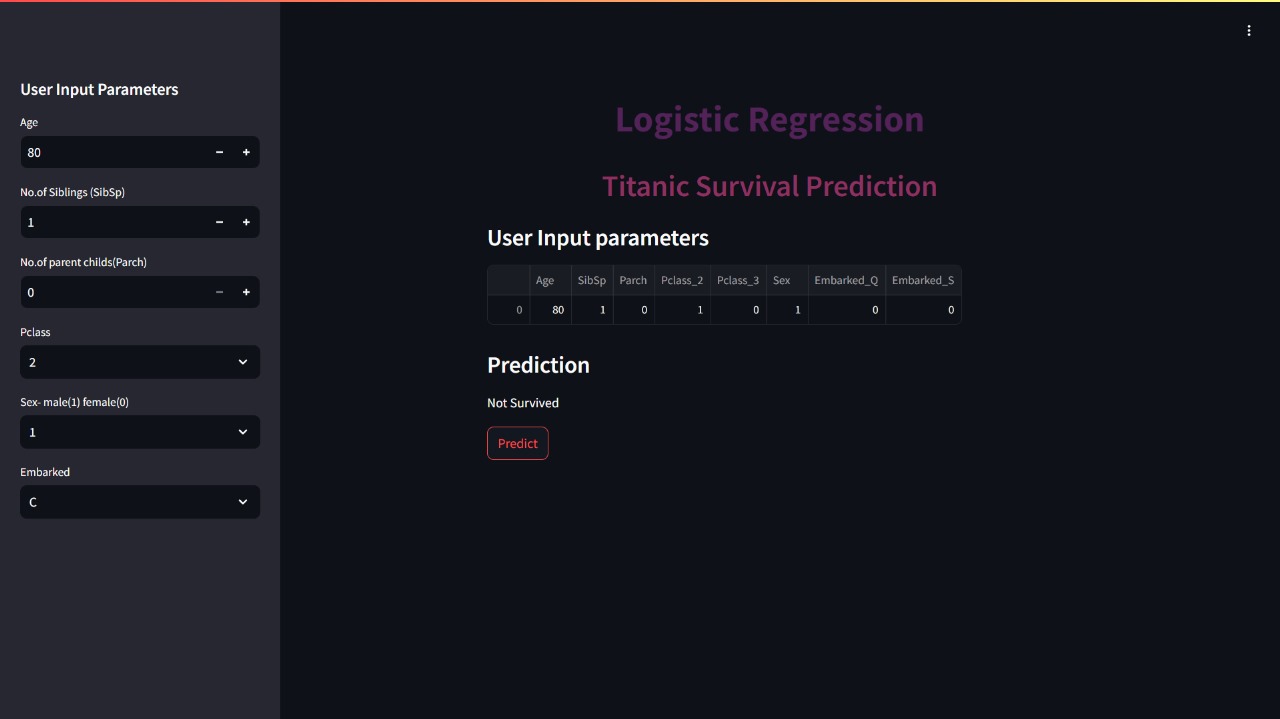 User Input Parameters
Age
80
No.of Siblings (SibSp)
1
No.of parent childs(Parch)
0
Pclass
2
Sex- male(1) female(0)
1
Embarked
C
Logistic Regression
Titanic Survival Prediction
User Input parameters
Age SibSp Parch Pclass_2 Pclass_3 Sex Embarked_Q Embarked_S
0 80 1 0 1 0 1 0 0
Prediction
Not Survived
Predict